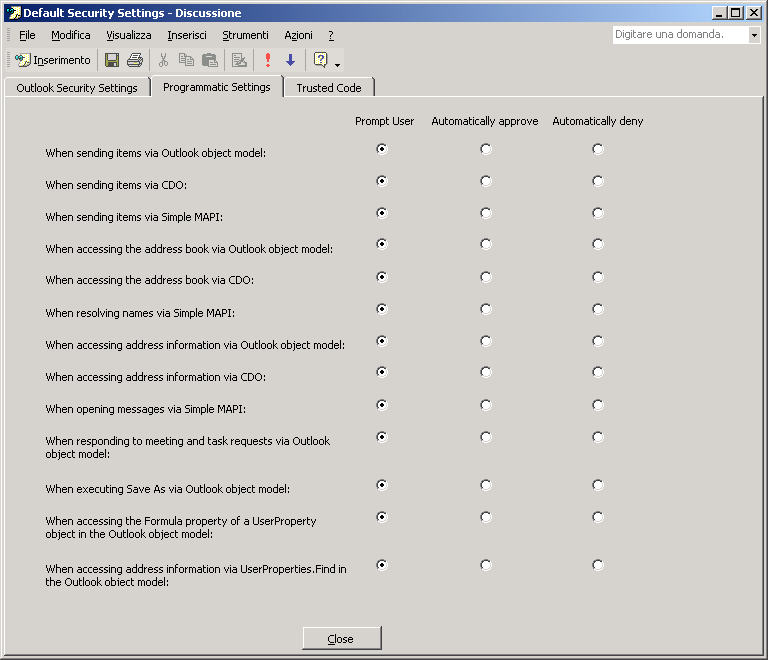 Default Security Settings - Discussione
File Modifica Visualizza Inserisci Strumenti Azioni ? Digitare una domanda.
Inserimento
Outlook Security Settings Programmatic Settings Trusted Code
Prompt User Automatically approve Automatically deny
When sending items via Outlook object model:
When sending items via CDO:
When sending items via Simple MAPI:
When accessing the address book via Outlook object model:
When accessing the address book via CDO:
When resolving names via Simple MAPI:
When accessing address information via Outlook object model:
When accessing address information via CDO:
When opening messages via Simple MAPI:
When responding to meeting and task requests via Outlook
object model:
When executing Save As via Outlook object model:
When accessing the Formula property of a UserProperty
object in the Outlook object model:
When accessing address information via UserProperties.Find in
the Outlook object model:
Close